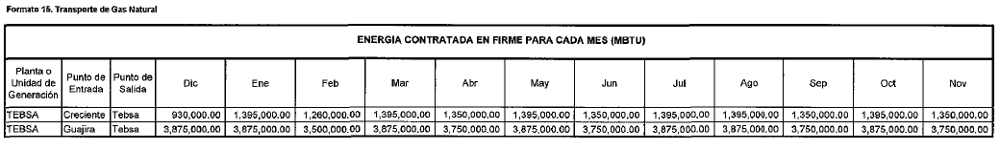 Formato 15. Transporte de Gas Natural
ENERGIA CONTRATADA EN FIRME PARA CADA MES (MBTU)
Planta o Unidad de Generación Punto de Entrada Punto de Salida Dic Ene Feb Mar Abr May Jun Jul Ago Sep Oct Nov
TEBSA Creciente Tebsa 930,000.00 1,395,000.00 1,260,000.00 1,395,000.00 1,350,000.00 1,395,000.00 1,350,000.00 1,395,000.00 1,395,000.00 1,350,000.00 1,395,000.00 1,350,000.00
TEBSA Guajira Tebsa 3,875,000.00 3,875,000.00 3,500,000.00 3,875,000.00 3,750,000.00 3,875,000.00 3,750,000.00 3,875,000.00 3,875,000.00 3,750,000.00 3,875,000.00 3,750,000.00